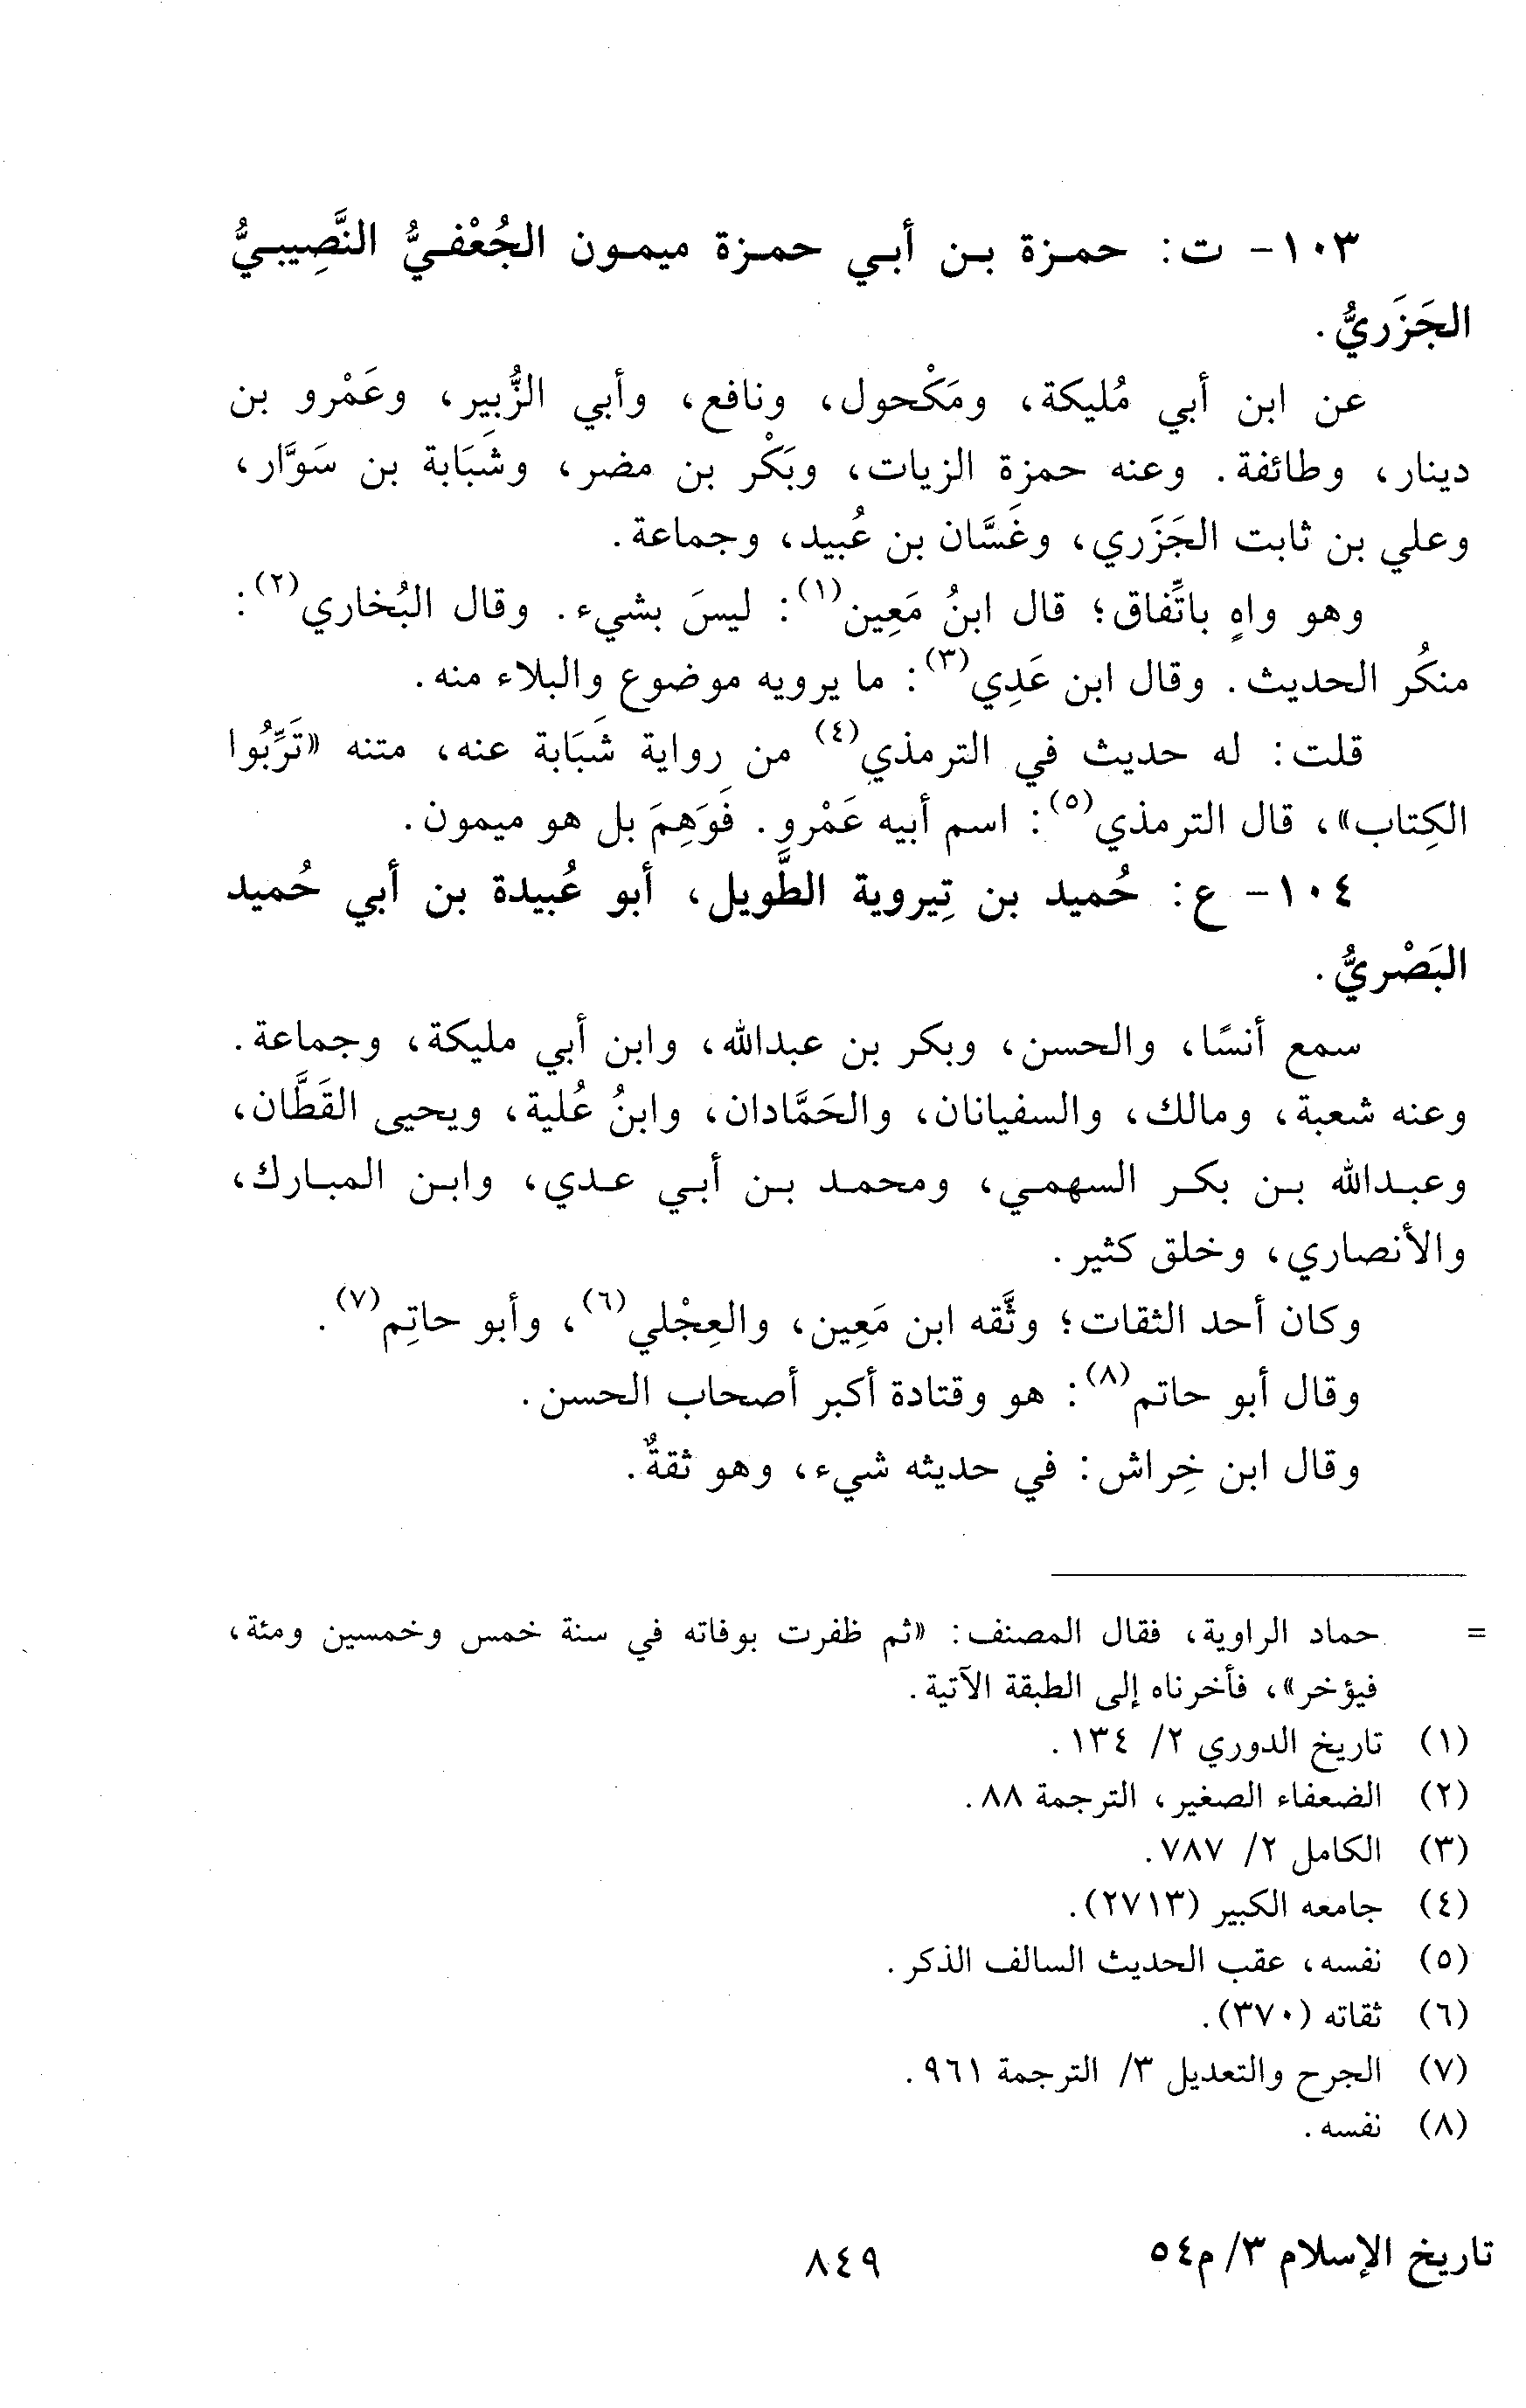 ١٠٣- ت: حمزة بن أبي حمزة ميمون الجُعْفيُّ النَّصِيبيُّ
الجَزَريُّ.
عن ابن أبي مُليكة، ومَكْحول، ونافع، وأبي الزُّبير، وعَمْرو بن
دينار، وطائفة. وعنه حمزة الزيات، وبَكْر بن مضر، وشَبَابة بن سَوَّار،
وعلي بن ثابت الجَزَري، وغَسَّان بن عُبيد، وجماعة.
وهو واهٍ باتِّفاق؛ قال ابنُ مَعِين(١): ليسَ بشيء. وقال البُخاري(٢):
منكُر الحديث. وقال ابن عَدِي(٣): ما يرويه موضوع والبلاء منه.
قلت: له حديث في الترمذي(٤) من رواية شَبَابة عنه، متنه «تَرِّبُوا
الكِتاب»، قال الترمذي(٥): اسم أبيه عَمْرو. فَوَهِمَ بل هو ميمون.
١٠٤- ع: حُميد بن تِيروية الطَّويل، أبو عُبيدة بن أبي حُميد
البَصْريُّ.
سمع أنسًا، والحسن، وبكر بن عبدالله، وابن أبي مليكة، وجماعة.
وعنه شعبة، ومالك، والسفيانان، والحَمَّادان، وابنُ عُلية، ويحيى القَطَّان،
وعبدالله بن بكر السهمي، ومحمد بن أبي عدي، وابن المبارك،
والأنصاري، وخلق كثير.
وكان أحد الثقات؛ وثَّقه ابن مَعِين، والعِجْلي(٦)، وأبو حاتِم(٧).
وقال أبو حاتم(٨): هو وقتادة أكبر أصحاب الحسن.
وقال ابن خِراش: في حديثه شيء، وهو ثقةٌ.
= حماد الراوية، فقال المصنف: «ثم ظفرت بوفاته في سنة خمس وخمسين ومئة،
فيؤخر»، فأخرناه إلى الطبقة الآتية.
(١) تاريخ الدوري ٢/ ١٣٤.
(٢) الضعفاء الصغير، الترجمة ٨٨.
(٣) الكامل ٢/ ٧٨٧.
(٤) جامعه الكبير (٢٧١٣).
(٥) نفسه، عقب الحديث السالف الذكر.
(٦) ثقاته (٣٧٠).
(٧) الجرح والتعديل ٣/ الترجمة ٩٦١.
(٨) نفسه.
تاريخ الإسلام ٣/ م٥٤
٨٤٩